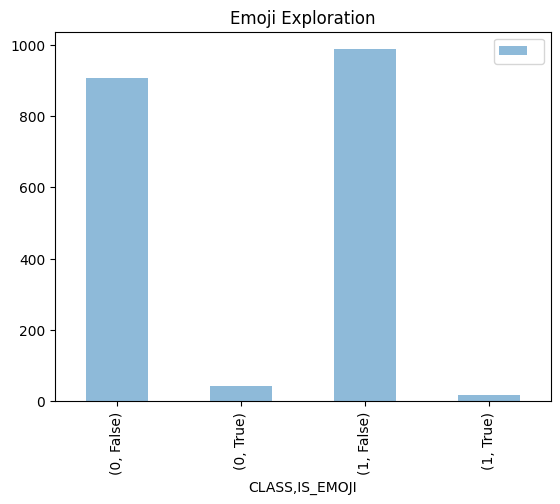 Emoji Exploration
1000
800
600
400
200
0
(0, False)
(0, True)
(1, False)
(1, True)
CLASS,IS_EMOJI